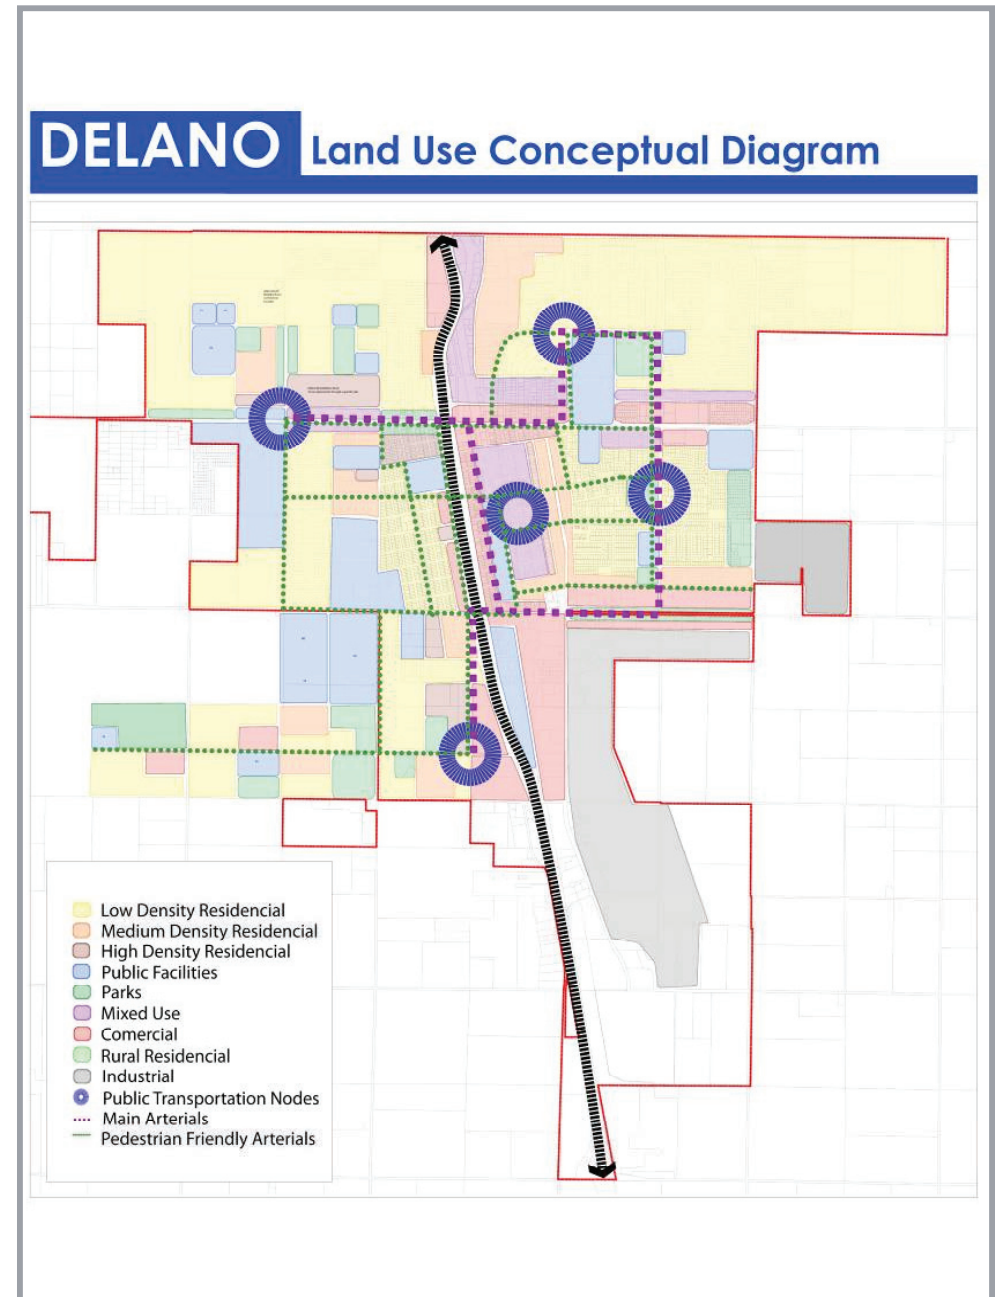 DELANO
Land Use Conceptual Diagram
Low Density Residencial
Medium Density Residencial
High Density Residencial
Public Facilities
Parks
Mixed Use
Comercial
Rural Residencial
Industrial
Public Transportation Nodes
Main Arterials
Pedestrian Friendly Arterials